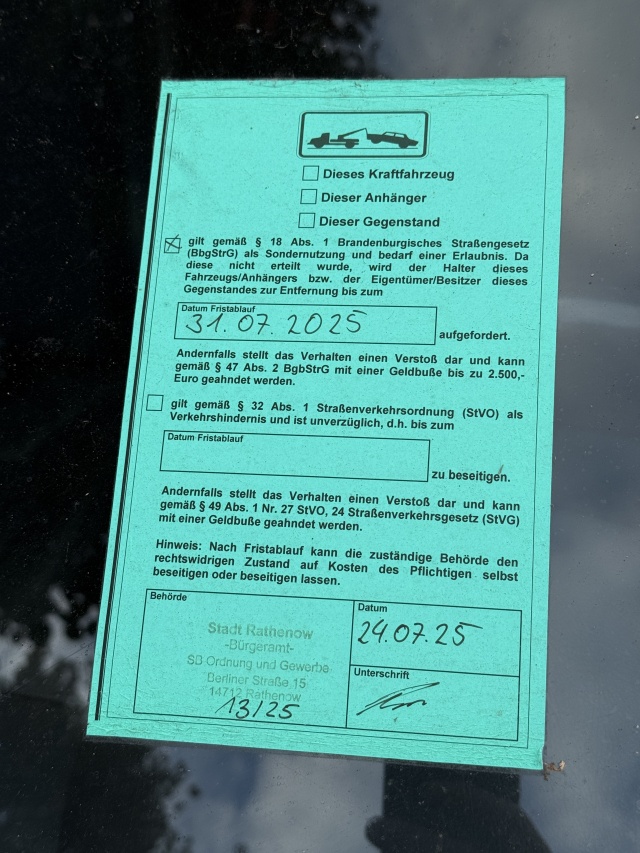 Dieses Kraftfahrzeug
Dieser Anhänger
Dieser Gegenstand
gilt gemäß § 18 Abs. 1 Brandenburgisches Straßengesetz
(BbgStrG) als Sondernutzung und bedarf einer Erlaubnis. Da
diese nicht erteilt wurde, wird der Halter dieses
Fahrzeugs/Anhängers bzw. der Eigentümer/Besitzer dieses
Gegenstandes zur Entfernung bis zum
Datum Fristablauf
31.07.2025
aufgefordert.
Andernfalls stellt das Verhalten einen Verstoß dar und kann
gemäß § 47 Abs. 2 BgbStrG mit einer Geldbuße bis zu 2.500,-
Euro geahndet werden.
gilt gemäß § 32 Abs. 1 Straßenverkehrsordnung (StVO) als
Verkehrshindernis und ist unverzüglich, d.h. bis zum
Datum Fristablauf
zu beseitigen.
Andernfalls stellt das Verhalten einen Verstoß dar und kann
gemäß § 49 Abs. 1 Nr. 27 StVO, 24 Straßenverkehrsgesetz (StVG)
mit einer Geldbuße geahndet werden.
Hinweis: Nach Fristablauf kann die zuständige Behörde den
rechtswidrigen Zustand auf Kosten des Pflichtigen selbst
beseitigen oder beseitigen lassen.
Behörde
Stadt Rathenow
-Bürgeramt-
SB Ordnung und Gewerbe
Berliner Straße 15
14712 Rathenow
13/25
Datum
24.07.25
Unterschrift